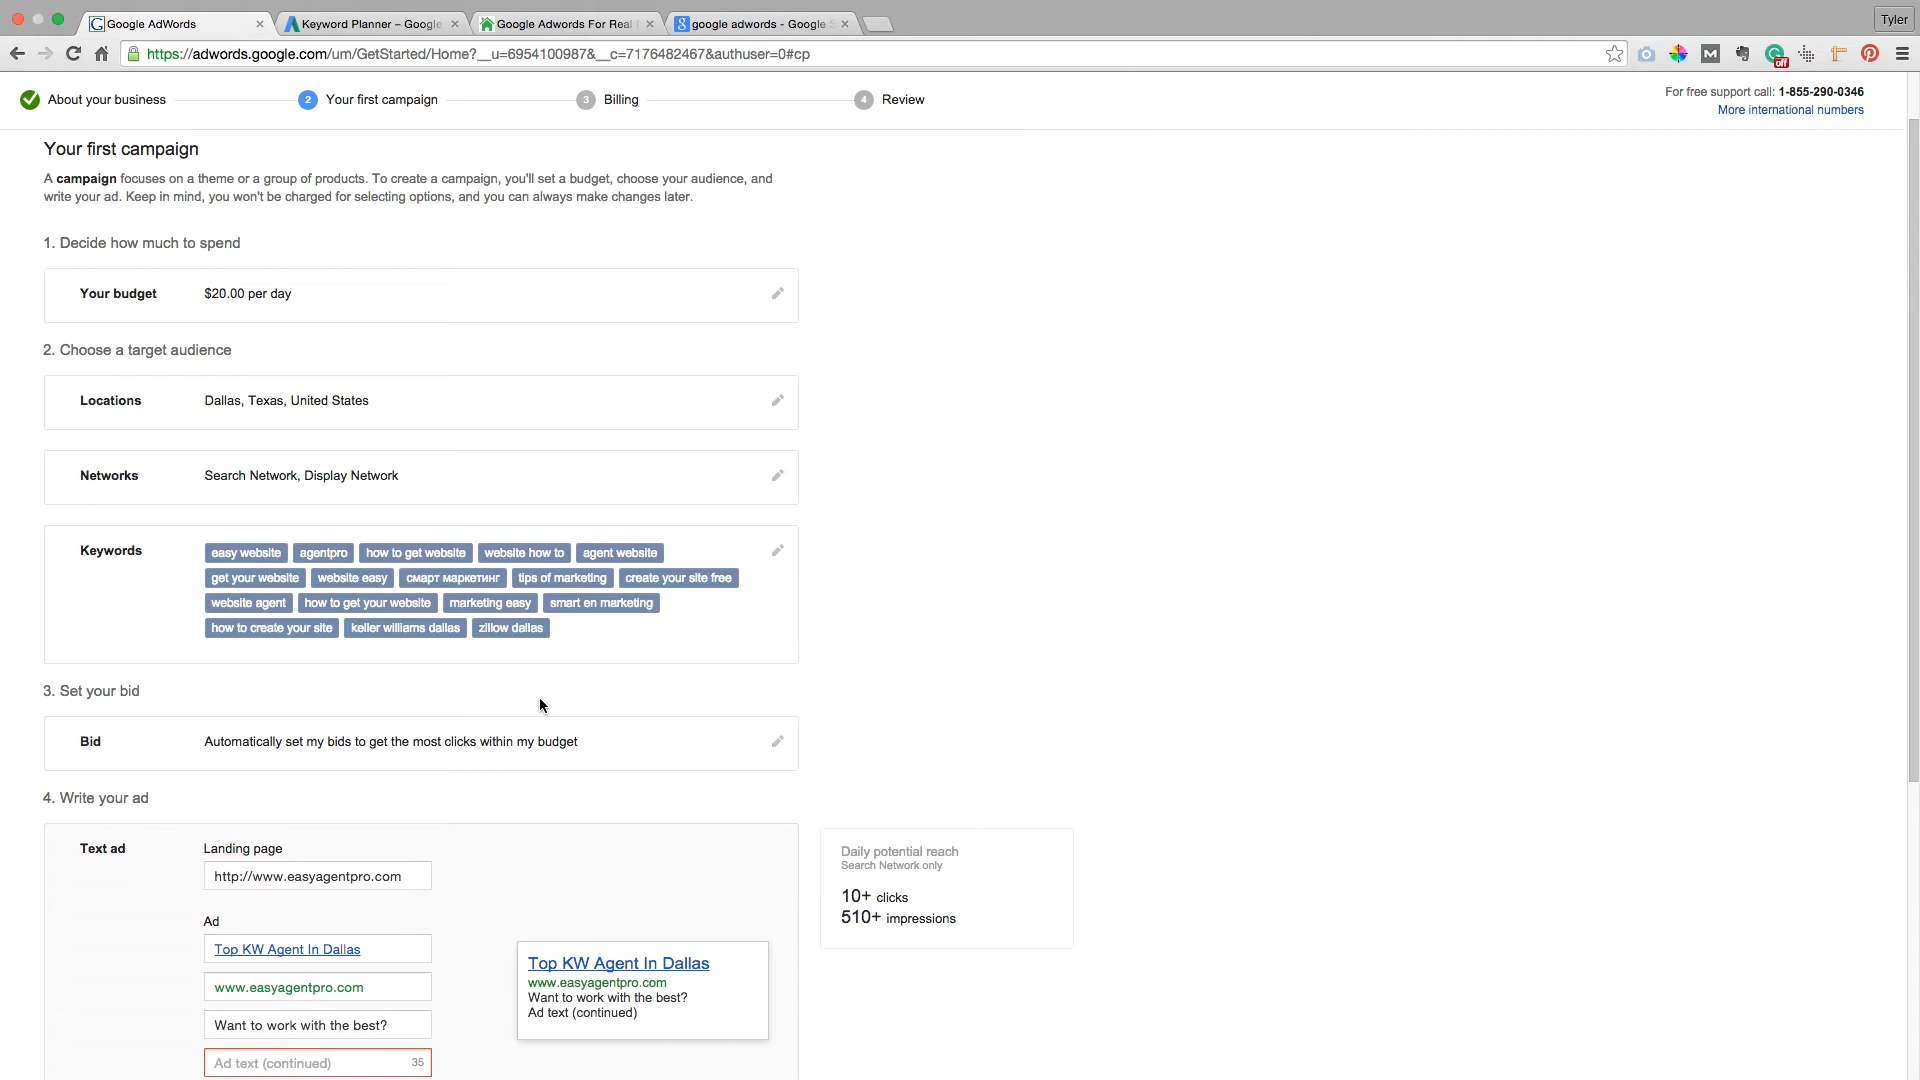 Google AdWords
Keyword Planner – Google
Google Adwords For Real
google adwords - Google S
Tyler
https://adwords.google.com/um/GetStarted/Home?__u=6954100987&__c=7176482467&authuser=0#cp
off
About your business
2 Your first campaign
3 Billing
4 Review
For free support call: 1-855-290-0346
More international numbers
Your first campaign
A campaign focuses on a theme or a group of products. To create a campaign, you'll set a budget, choose your audience, and
write your ad. Keep in mind, you won't be charged for selecting options, and you can always make changes later.
1. Decide how much to spend
Your budget $20.00 per day
2. Choose a target audience
Locations Dallas, Texas, United States
Networks Search Network, Display Network
Keywords easy website agentpro how to get website website how to agent website
get your website website easy смарт маркетинг tips of marketing create your site free
website agent how to get your website marketing easy smart en marketing
how to create your site keller williams dallas zillow dallas
3. Set your bid
Bid Automatically set my bids to get the most clicks within my budget
4. Write your ad
Text ad Landing page
http://www.easyagentpro.com
Ad
Top KW Agent In Dallas
www.easyagentpro.com
Want to work with the best?
Ad text (continued) 35
Top KW Agent In Dallas
www.easyagentpro.com
Want to work with the best?
Ad text (continued)
Daily potential reach
Search Network only
10+ clicks
510+ impressions